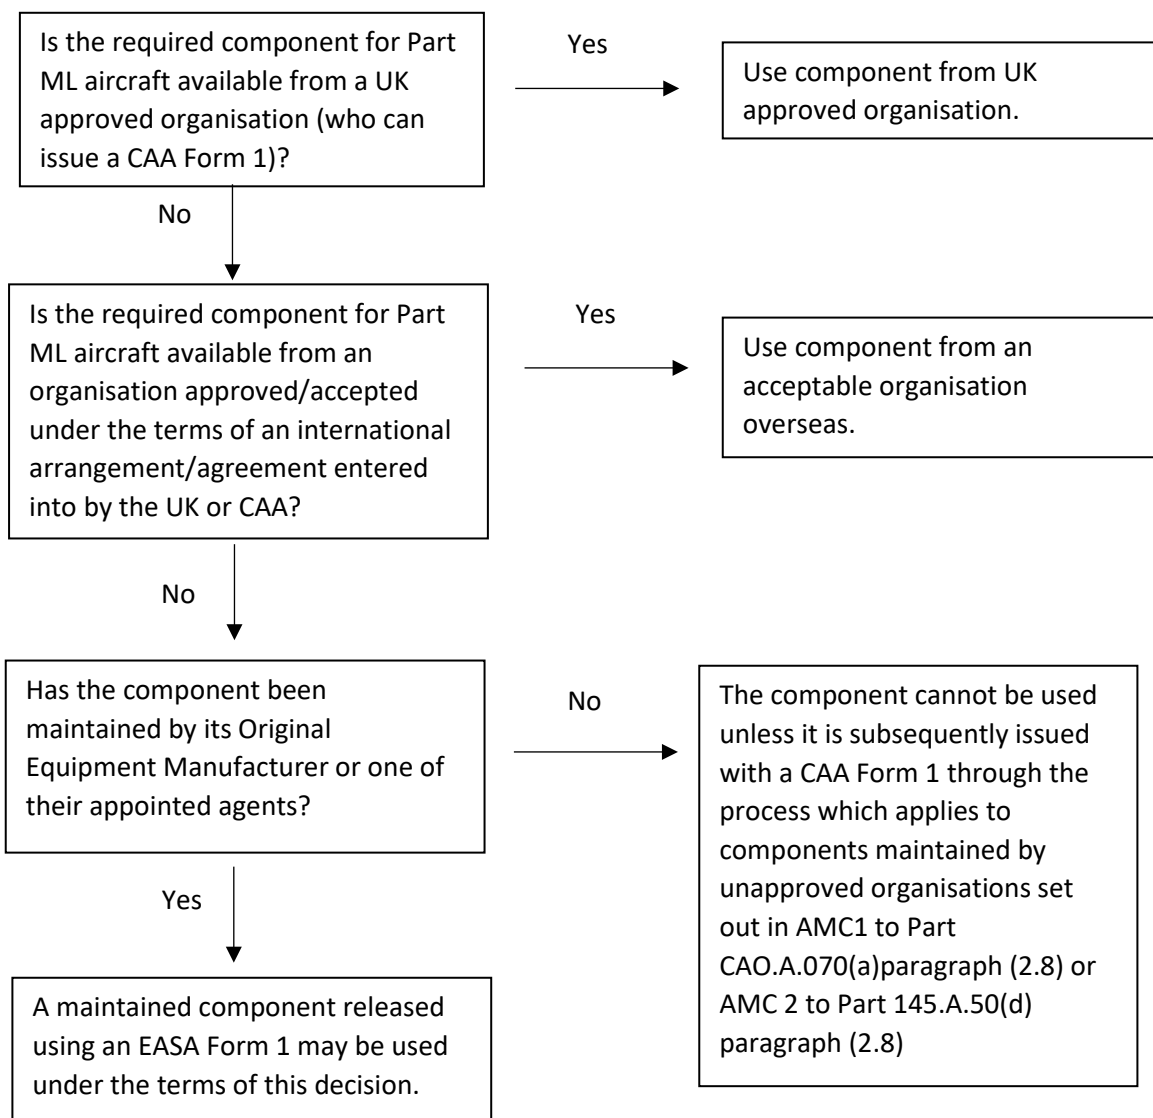 Is the required component for Part
ML aircraft available from a UK
approved organisation (who can
issue a CAA Form 1)?
Yes
Use component from UK
approved organisation.
No
Is the required component for Part
ML aircraft available from an
organisation approved/accepted
under the terms of an international
arrangement/agreement entered
into by the UK or CAA?
Yes
Use component from an
acceptable organisation
overseas.
No
Has the component been
maintained by its Original
Equipment Manufacturer or one of
their appointed agents?
No
The component cannot be used
unless it is subsequently issued
with a CAA Form 1 through the
process which applies to
components maintained by
unapproved organisations set
out in AMC1 to Part
CAO.A.070(a)paragraph (2.8) or
AMC 2 to Part 145.A.50(d)
paragraph (2.8)
Yes
A maintained component released
using an EASA Form 1 may be used
under the terms of this decision.